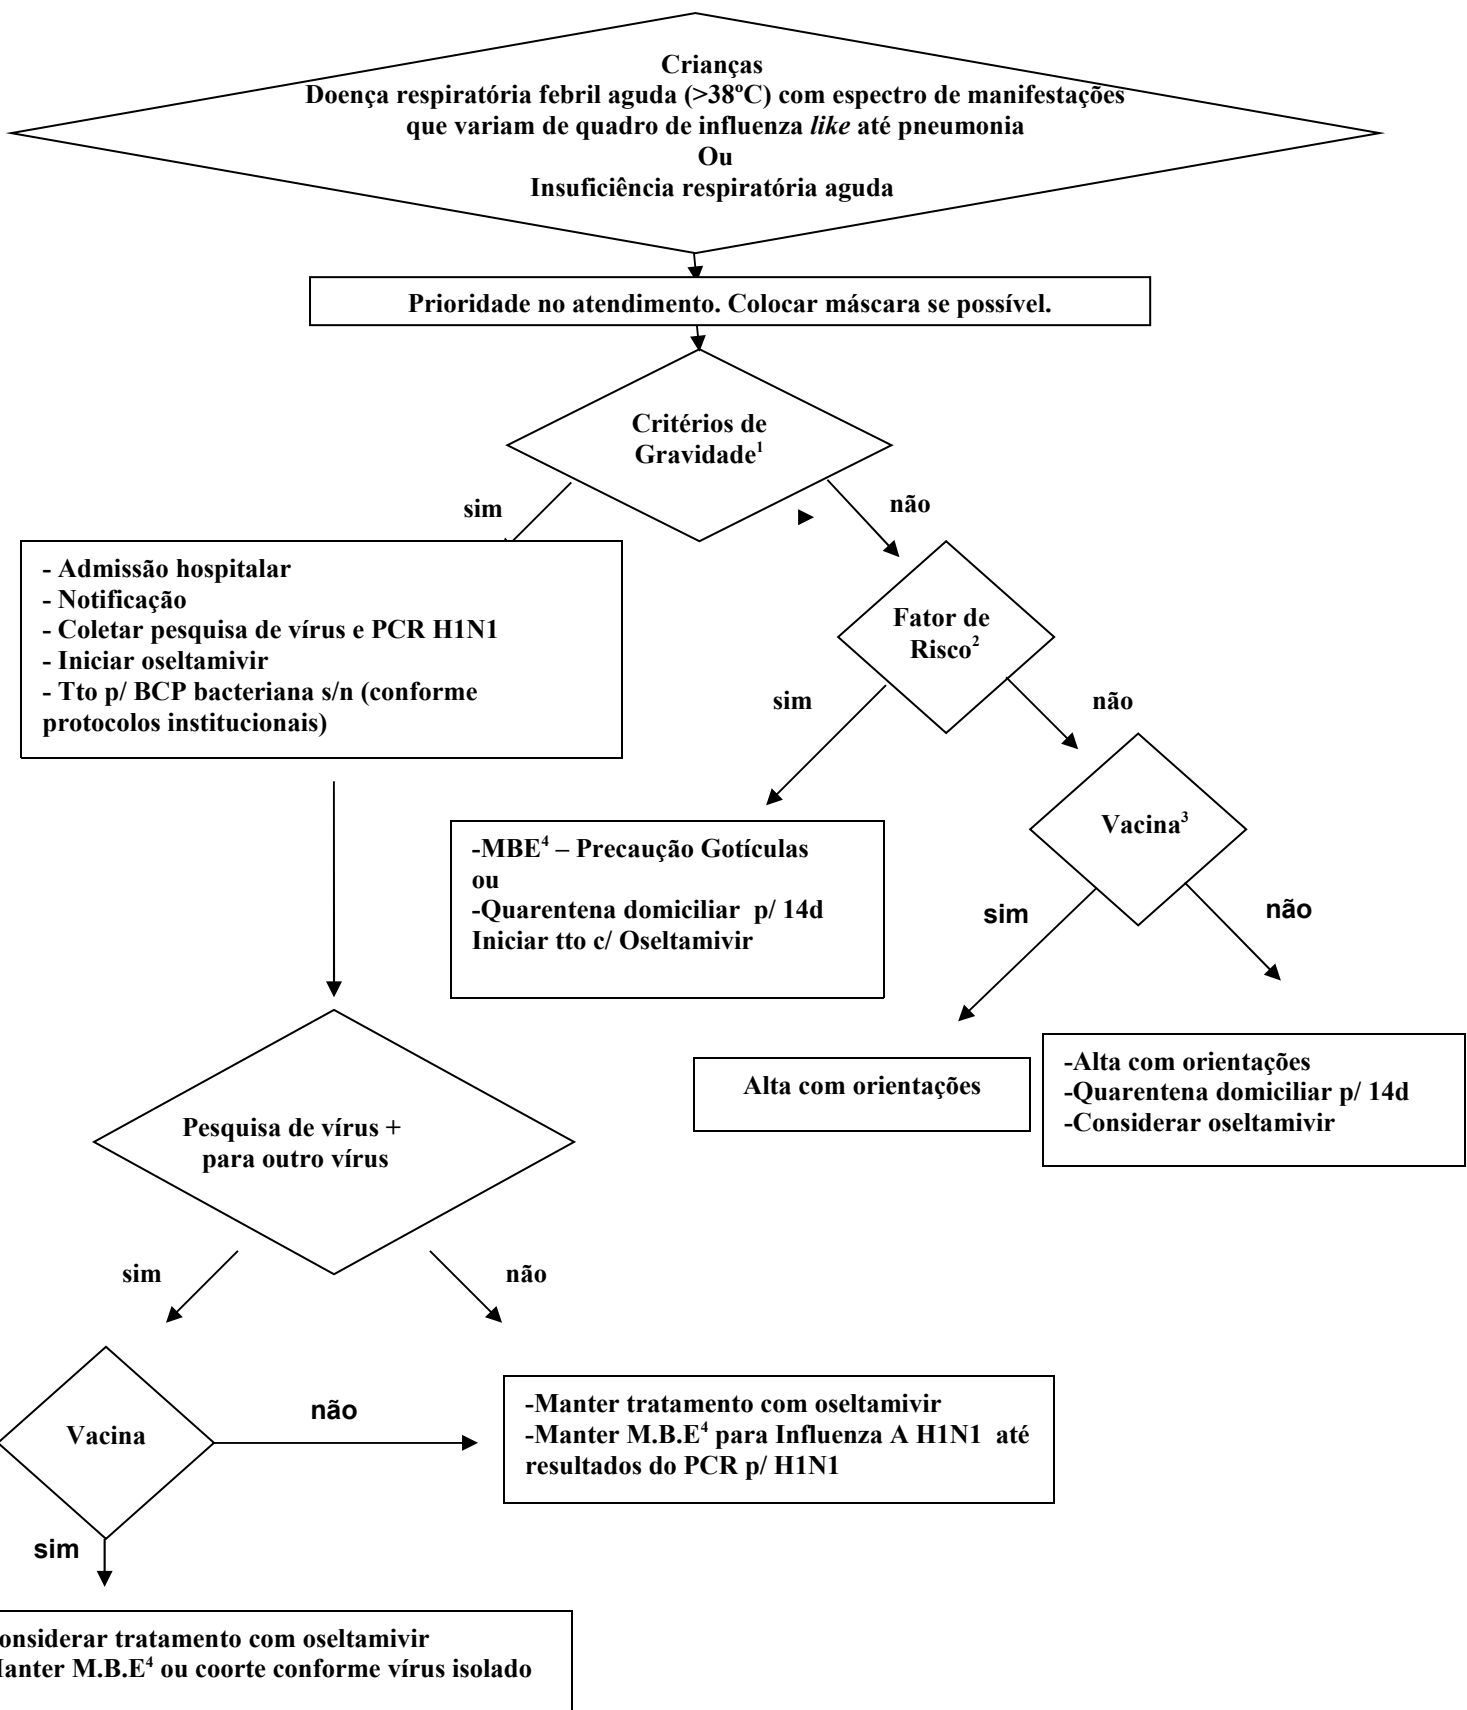 Crianças
Doença respiratória febril aguda (>38ºC) com espectro de manifestações
que variam de quadro de influenza like até pneumonia
Ou
Insuficiência respiratória aguda
Prioridade no atendimento. Colocar máscara se possível.
Critérios de
Gravidade¹
sim
não
- Admissão hospitalar
- Notificação
- Coletar pesquisa de vírus e PCR H1N1
- Iniciar oseltamivir
- Tto p/ BCP bacteriana s/n (conforme
protocolos institucionais)
Fator de
Risco²
sim
não
Vacina³
-MBE⁴ – Precaução Gotículas
ou
-Quarentena domiciliar p/ 14d
Iniciar tto c/ Oseltamivir
sim
não
Alta com orientações
-Alta com orientações
-Quarentena domiciliar p/ 14d
-Considerar oseltamivir
Pesquisa de vírus +
para outro vírus
sim
não
Vacina
não
-Manter tratamento com oseltamivir
-Manter M.B.E⁴ para Influenza A H1N1 até
resultados do PCR p/ H1N1
sim
onsiderar tratamento com oseltamivir
Manter M.B.E⁴ ou coorte conforme vírus isolado